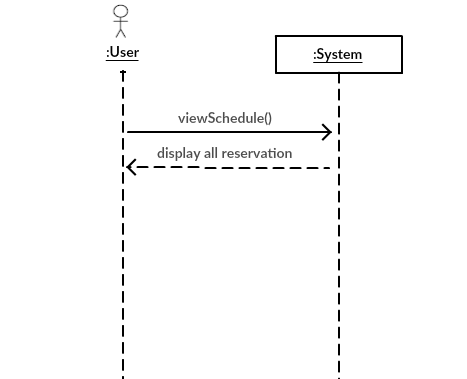 :User
:System
viewSchedule()
display all reservation